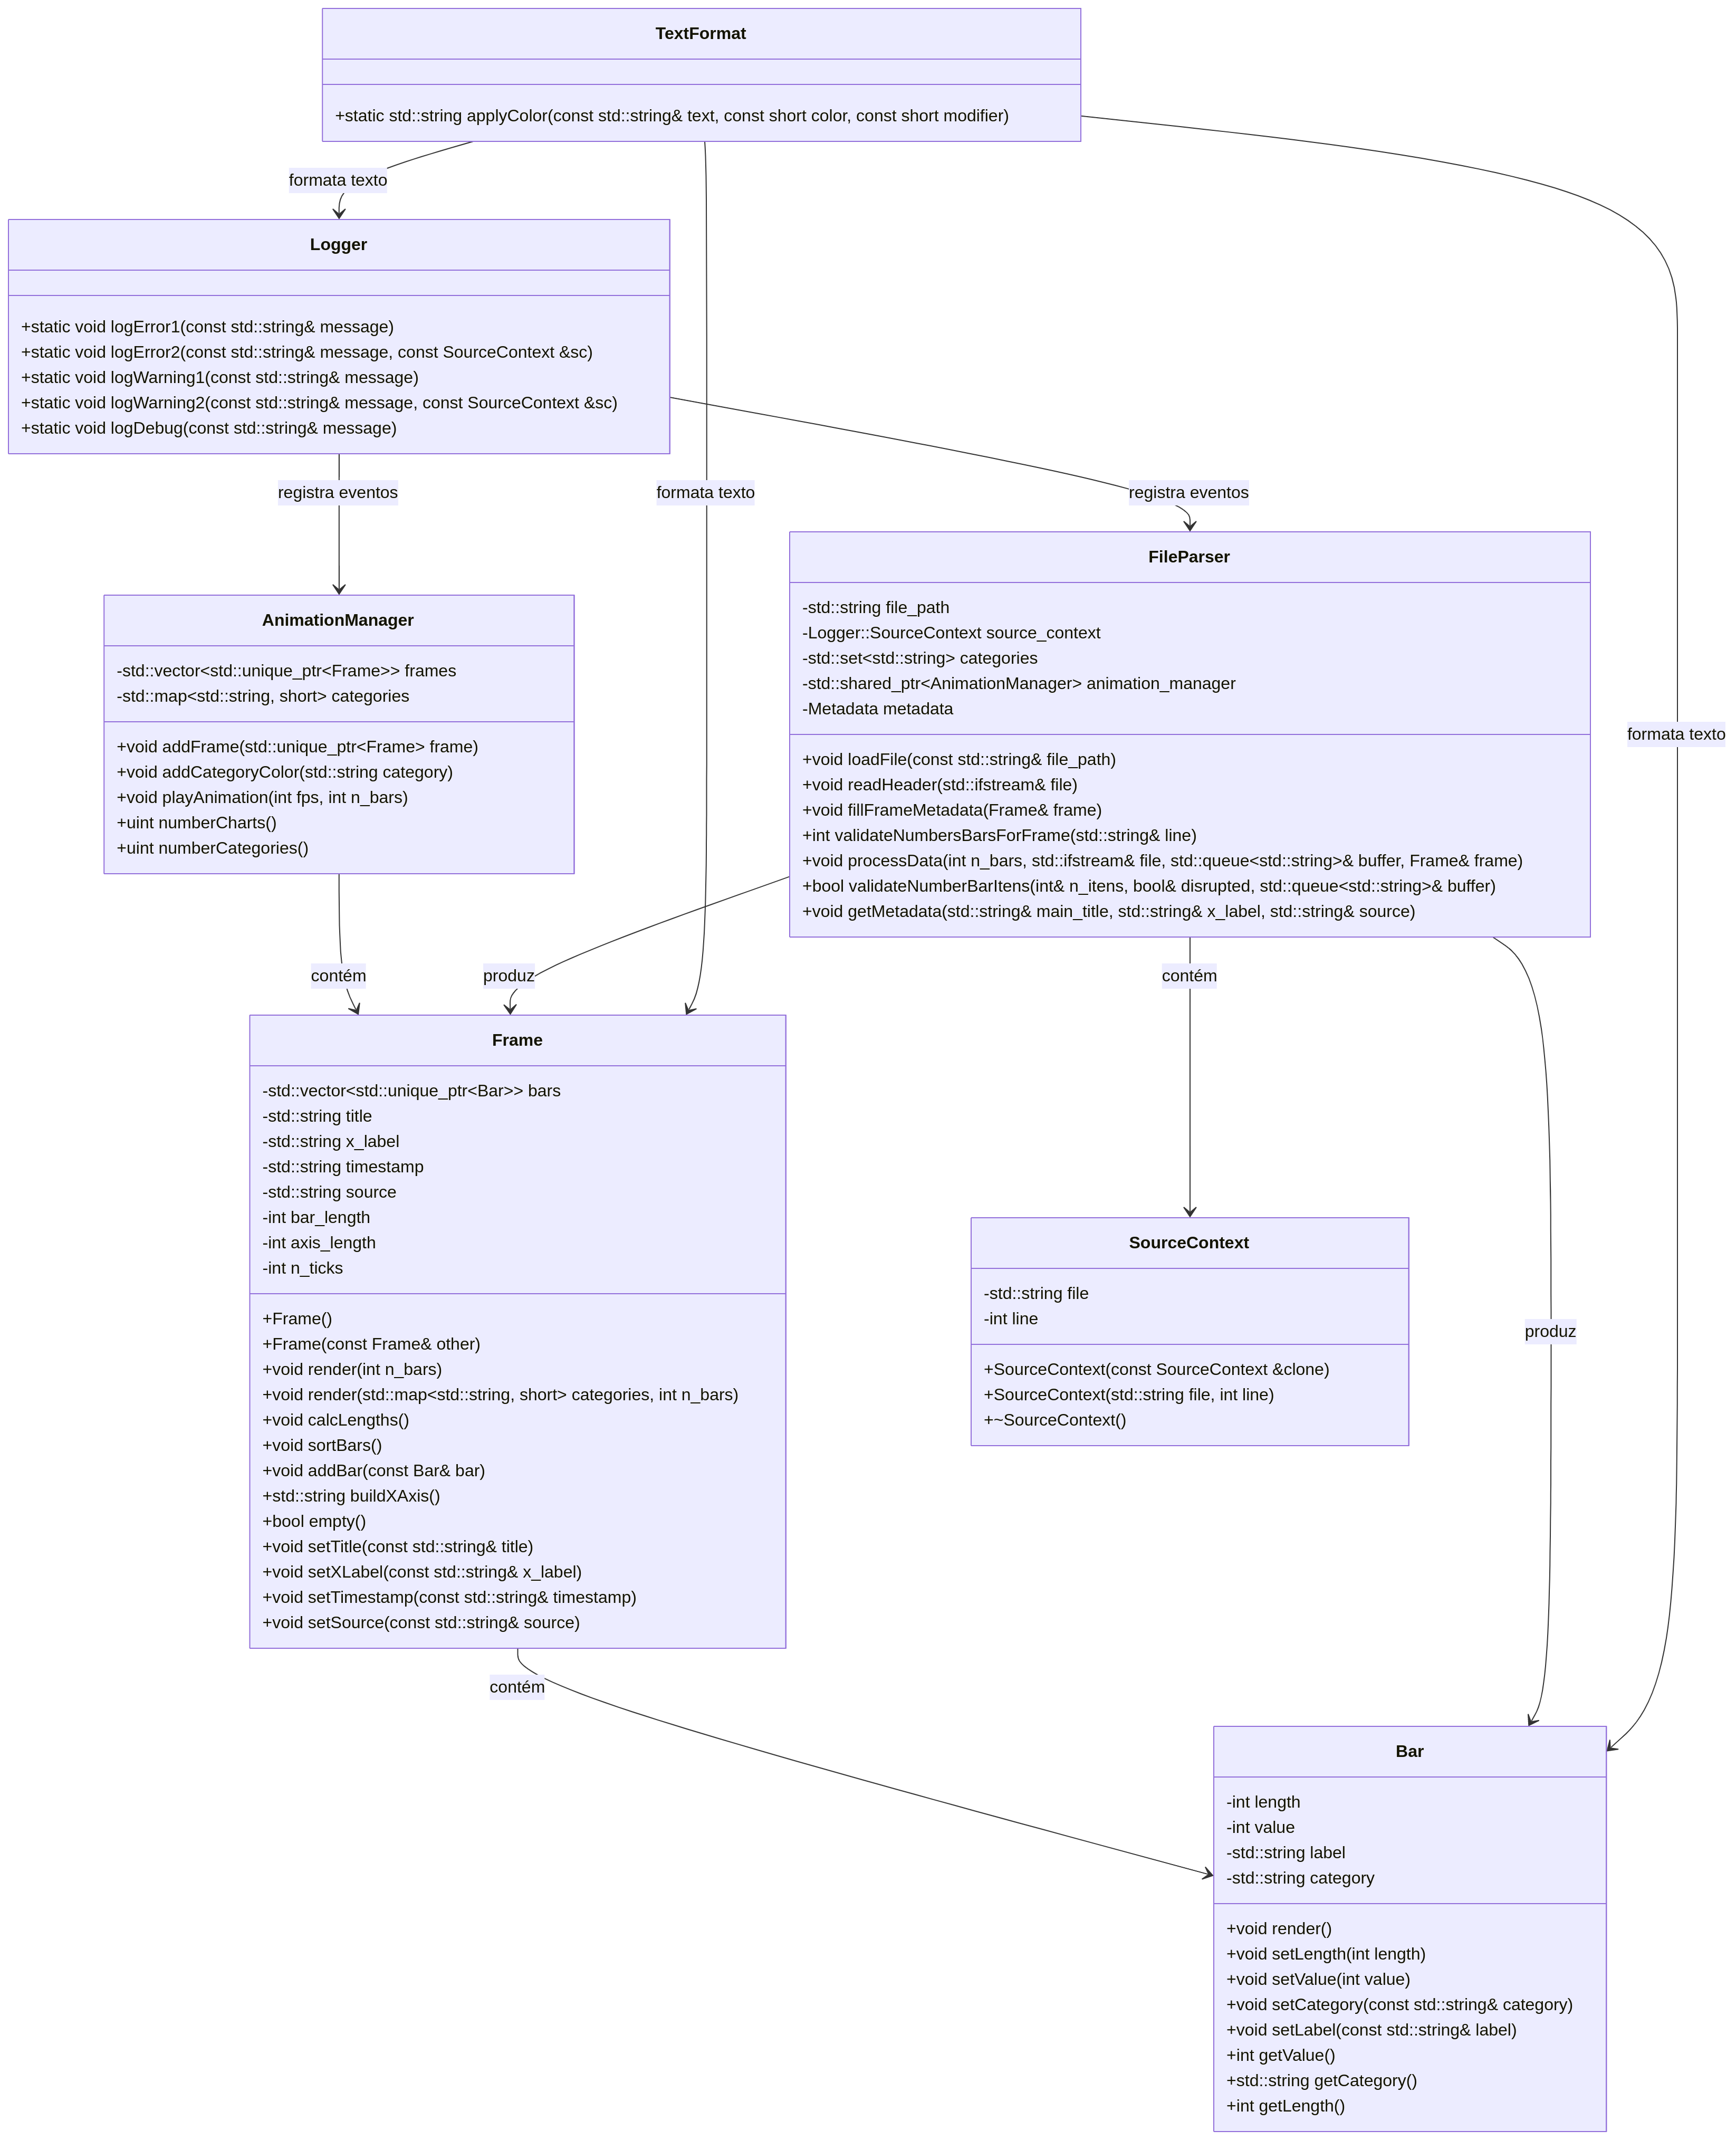 TextFormat
+static std::string applyColor(const std::string& text, const short color, const short modifier)
formata texto
Logger
+static void logError1(const std::string& message)
+static void logError2(const std::string& message, const SourceContext &sc)
+static void logWarning1(const std::string& message)
+static void logWarning2(const std::string& message, const SourceContext &sc)
+static void logDebug(const std::string& message)
registra eventos
formata texto
registra eventos
AnimationManager
-std::vector<std::unique_ptr<Frame>> frames
-std::map<std::string, short> categories
+void addFrame(std::unique_ptr<Frame> frame)
+void addCategoryColor(std::string category)
+void playAnimation(int fps, int n_bars)
+uint numberCharts()
+uint numberCategories()
FileParser
-std::string file_path
-Logger::SourceContext source_context
-std::set<std::string> categories
-std::shared_ptr<AnimationManager> animation_manager
-Metadata metadata
+void loadFile(const std::string& file_path)
+void readHeader(std::ifstream& file)
+void fillFrameMetadata(Frame& frame)
+int validateNumbersBarsForFrame(std::string& line)
+void processData(int n_bars, std::ifstream& file, std::queue<std::string>& buffer, Frame& frame)
+bool validateNumberBarItens(int& n_itens, bool& disrupted, std::queue<std::string>& buffer)
+void getMetadata(std::string& main_title, std::string& x_label, std::string& source)
formata texto
contém
produz
contém
Frame
-std::vector<std::unique_ptr<Bar>> bars
-std::string title
-std::string x_label
-std::string timestamp
-std::string source
-int bar_length
-int axis_length
-int n_ticks
+Frame()
+Frame(const Frame& other)
+void render(int n_bars)
+void render(std::map<std::string, short> categories, int n_bars)
+void calcLengths()
+void sortBars()
+void addBar(const Bar& bar)
+std::string buildXAxis()
+bool empty()
+void setTitle(const std::string& title)
+void setXLabel(const std::string& x_label)
+void setTimestamp(const std::string& timestamp)
+void setSource(const std::string& source)
SourceContext
-std::string file
-int line
+SourceContext(const SourceContext &clone)
+SourceContext(std::string file, int line)
+~SourceContext()
produz
contém
Bar
-int length
-int value
-std::string label
-std::string category
+void render()
+void setLength(int length)
+void setValue(int value)
+void setCategory(const std::string& category)
+void setLabel(const std::string& label)
+int getValue()
+std::string getCategory()
+int getLength()